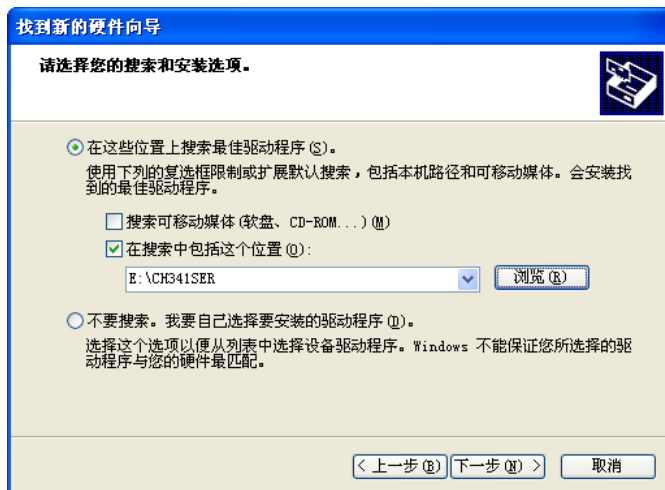 找到新的硬件向导
请选择您的搜索和安装选项。
在这些位置上搜索最佳驱动程序(S)。
使用下列的复选框限制或扩展默认搜索，包括本机路径和可移动媒体。会安装找
到的最佳驱动程序。
搜索可移动媒体(软盘、CD-ROM...)(M)
在搜索中包括这个位置(O):
E:\CH341SER
浏览(R)
不要搜索。我要自己选择要安装的驱动程序(D)。
选择这个选项以便从列表中选择设备驱动程序。Windows 不能保证您所选择的驱
动程序与您的硬件最匹配。
< 上一步(B) 下一步(N) > 取消